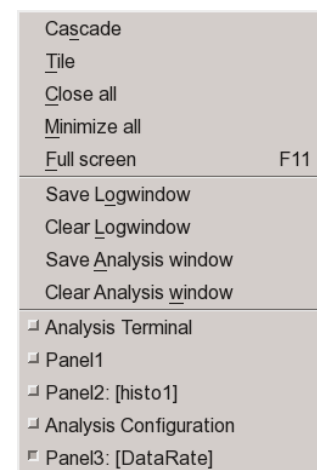 Cascade
Tile
Close all
Minimize all
Full screen F11
Save Logwindow
Clear Logwindow
Save Analysis window
Clear Analysis window
Analysis Terminal
Panel1
Panel2: [histo1]
Analysis Configuration
Panel3: [DataRate]